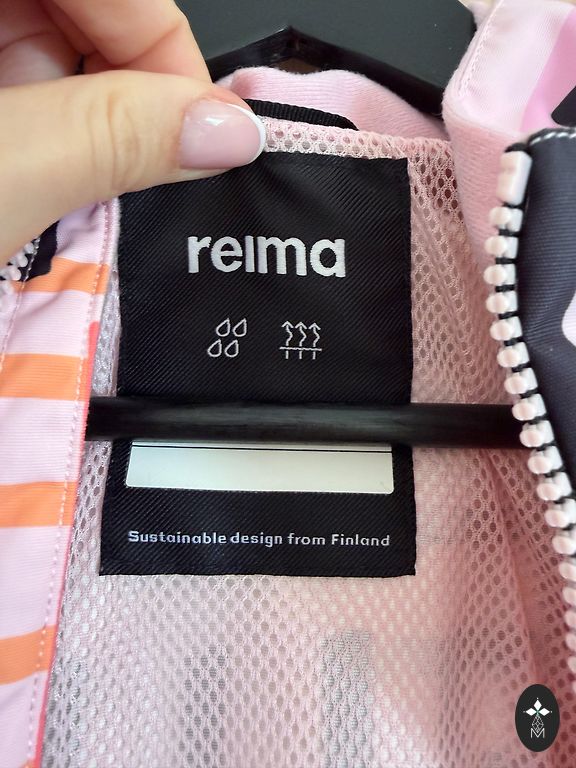 reima
Sustainable design from Finland
M